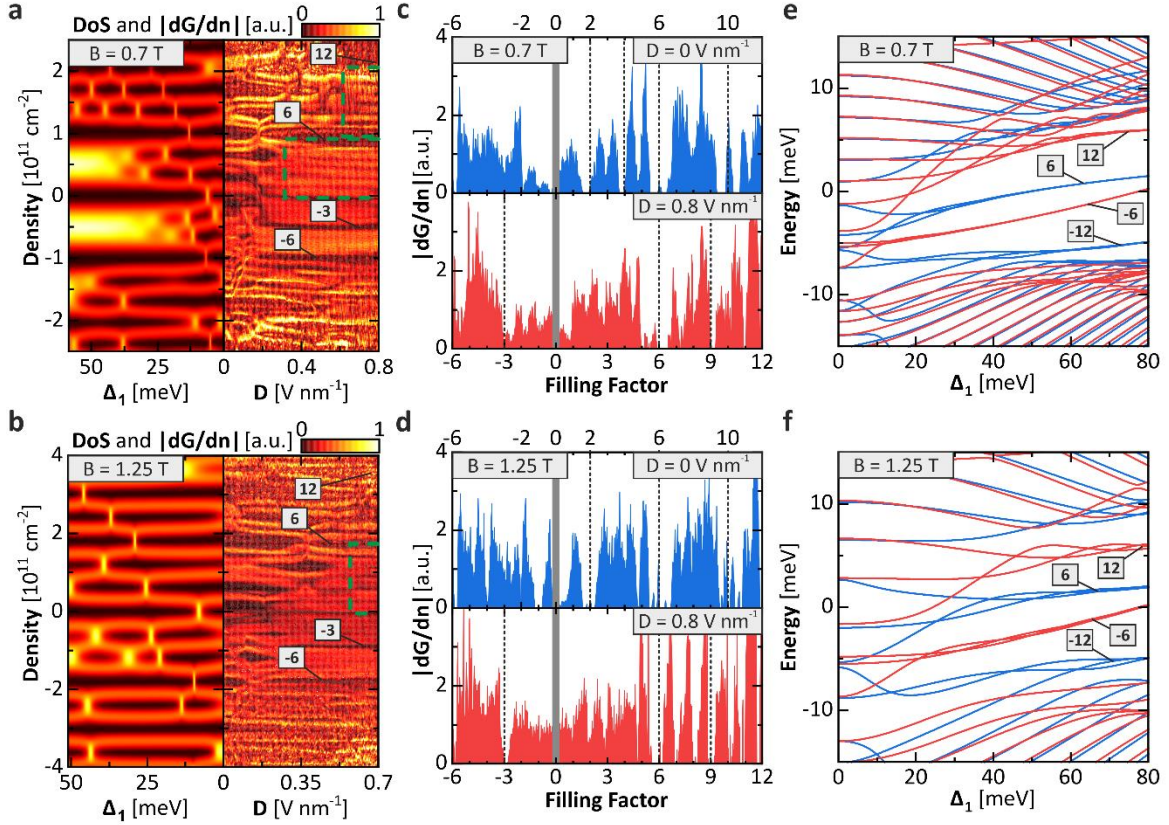 a
DoS and |dG/dn| [a.u.]
0 1
B = 0.7 T
12
6
-3
-6
2
1
0
-1
-2
Density [10¹¹ cm⁻²]
50 25 0 0.4 0.8
Δ₁ [meV]
D [V nm⁻¹]
c
-6 -2 0 2 6 10
B = 0.7 T
D = 0 V nm⁻¹
4
2
0
D = 0.8 V nm⁻¹
2
0
|dG/dn| [a.u.]
-6 -3 0 3 6 9 12
Filling Factor
e
B = 0.7 T
10
0
-10
Energy [meV]
6
12
-6
-12
0 20 40 60 80
Δ₁ [meV]
b
DoS and |dG/dn| [a.u.]
0 1
B = 1.25 T
12
6
-3
-6
4
2
0
-2
-4
Density [10¹¹ cm⁻²]
50 25 0 0.35 0.7
Δ₁ [meV]
D [V nm⁻¹]
d
-6 -2 0 2 6 10
B = 1.25 T
D = 0 V nm⁻¹
2
0
D = 0.8 V nm⁻¹
2
0
|dG/dn| [a.u.]
-6 -3 0 3 6 9 12
Filling Factor
f
B = 1.25 T
10
0
-10
Energy [meV]
6
12
-12
-6
0 20 40 60 80
Δ₁ [meV]